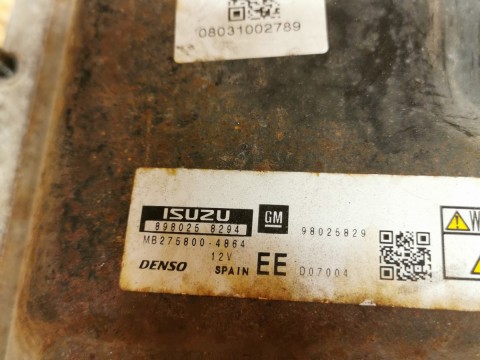 08031002789
ISUZU GM
898025 8294 98025829
MB275800-4864
12V
DENSO SPAIN EE D07004
W